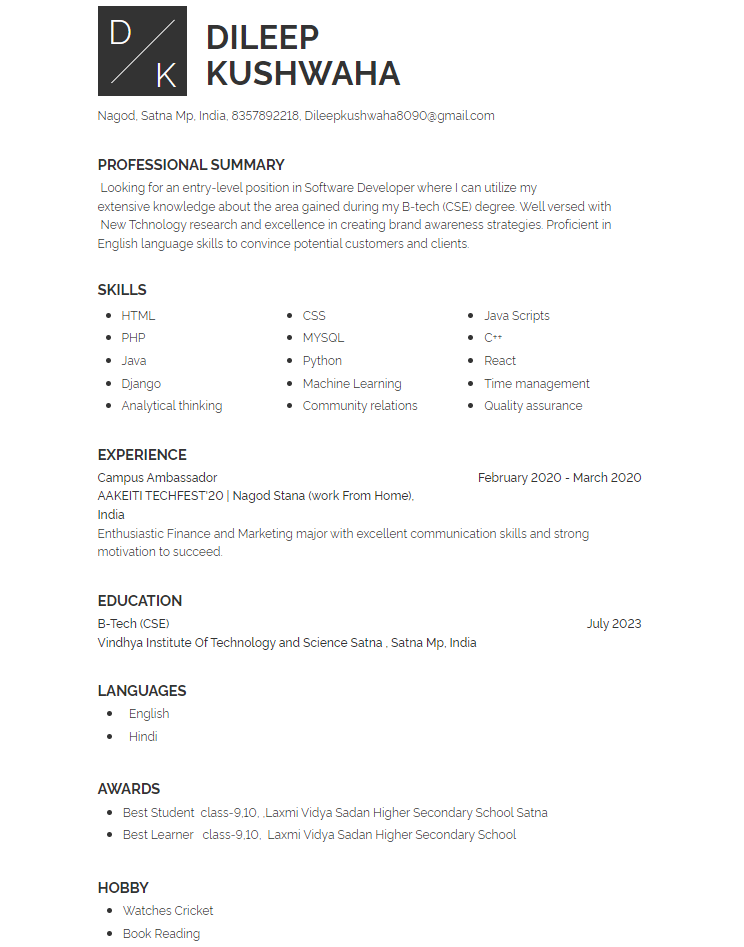 D
K
DILEEP
KUSHWAHA
Nagod, Satna Mp, India, 8357892218, Dileepkushwaha8090@gmail.com
PROFESSIONAL SUMMARY
Looking for an entry-level position in Software Developer where I can utilize my
extensive knowledge about the area gained during my B-tech (CSE) degree. Well versed with
New Tchnology research and excellence in creating brand awareness strategies. Proficient in
English language skills to convince potential customers and clients.
SKILLS
• HTML • CSS • Java Scripts
• PHP • MYSQL • C++
• Java • Python • React
• Django • Machine Learning • Time management
• Analytical thinking • Community relations • Quality assurance
EXPERIENCE
Campus Ambassador February 2020 - March 2020
AAKEITI TECHFEST'20 | Nagod Stana (work From Home),
India
Enthusiastic Finance and Marketing major with excellent communication skills and strong
motivation to succeed.
EDUCATION
B-Tech (CSE) July 2023
Vindhya Institute Of Technology and Science Satna , Satna Mp, India
LANGUAGES
• English
• Hindi
AWARDS
• Best Student class-9,10, ,Laxmi Vidya Sadan Higher Secondary School Satna
• Best Learner class-9,10, Laxmi Vidya Sadan Higher Secondary School
HOBBY
• Watches Cricket
• Book Reading